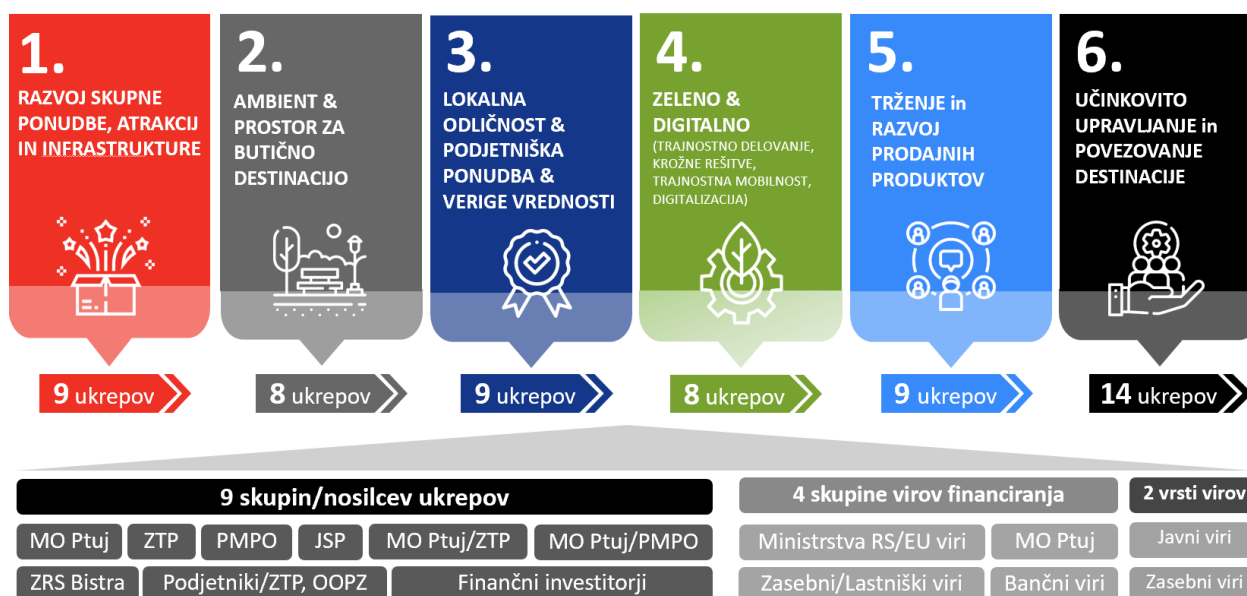 1.
RAZVOJ SKUPNE
PONUDBE, ATRAKCIJ
IN INFRASTRUKTURE
2.
AMBIENT &
PROSTOR ZA
BUTIČNO
DESTINACIJO
3.
LOKALNA
ODLIČNOST &
PODJETNIŠKA
PONUDBA &
VERIGE VREDNOSTI
4.
ZELENO &
DIGITALNO
(TRAJNOSTNO DELOVANJE,
KROŽNE REŠITVE,
TRAJNOSTNA MOBILNOST,
DIGITALIZACIJA)
5.
TRŽENJE in
RAZVOJ
PRODAJNIH
PRODUKTOV
6.
UČINKOVITO
UPRAVLJANJE in
POVEZOVANJE
DESTINACIJE
9 ukrepov
8 ukrepov
9 ukrepov
8 ukrepov
9 ukrepov
14 ukrepov
9 skupin/nosilcev ukrepov
MO Ptuj
ZTP
PMPO
JSP
MO Ptuj/ZTP
MO Ptuj/PMPO
ZRS Bistra
Podjetniki/ZTP, OOPZ
Finančni investitorji
4 skupine virov financiranja
Ministrstva RS/EU viri
MO Ptuj
Zasebni/Lastniški viri
Bančni viri
2 vrsti virov
Javni viri
Zasebni viri